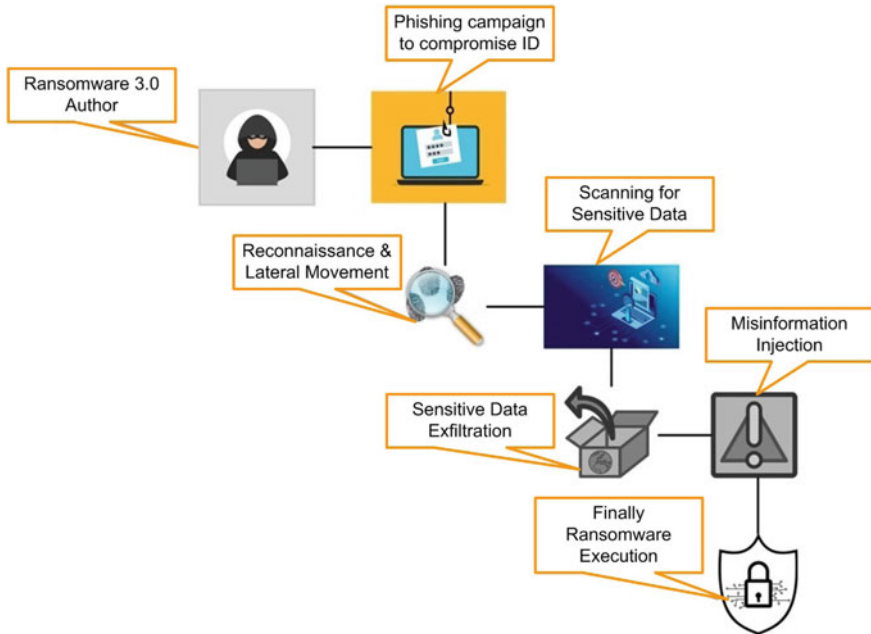 Phishing campaign
to compromise ID
Ransomware 3.0
Author
Scanning for
Sensitive Data
Reconnaissance &
Lateral Movement
Misinformation
Injection
Sensitive Data
Exfiltration
Finally
Ransomware
Execution